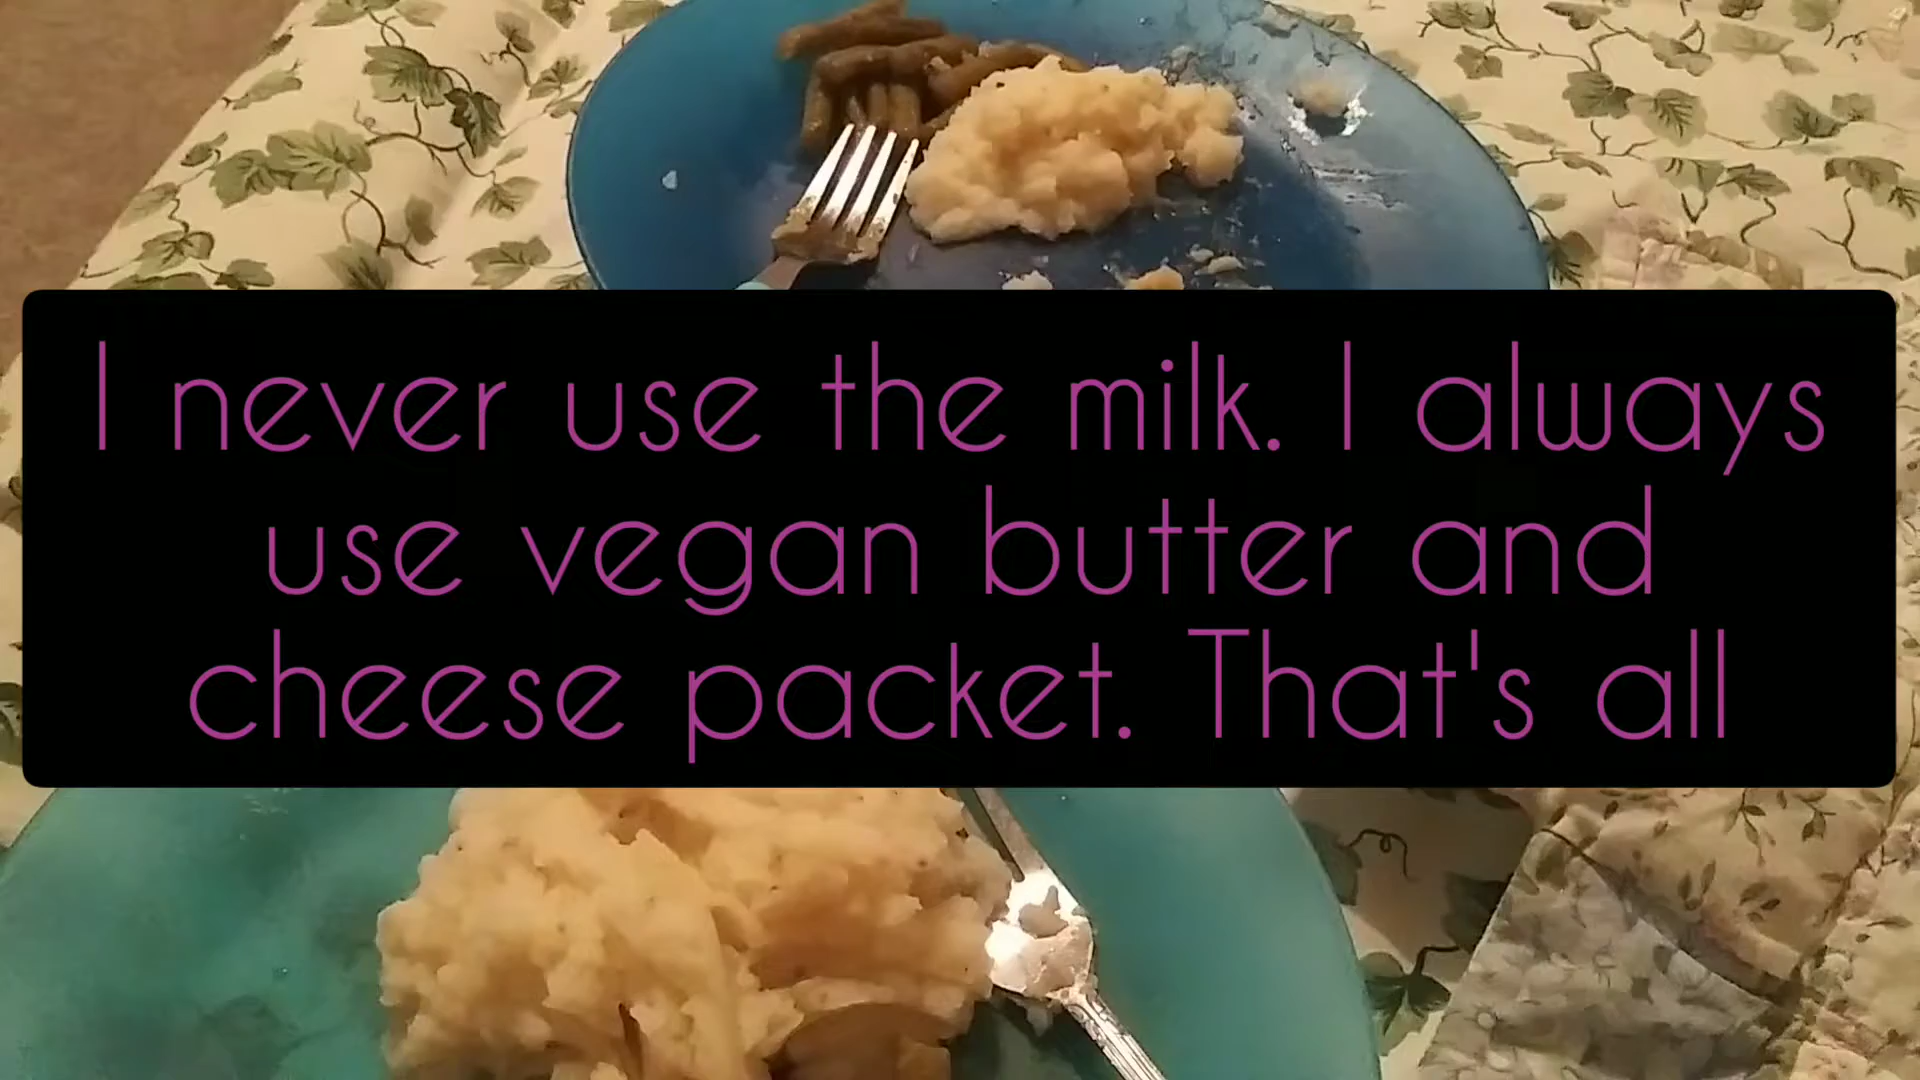 I never use the milk. I always
use vegan butter and
cheese packet. That's all